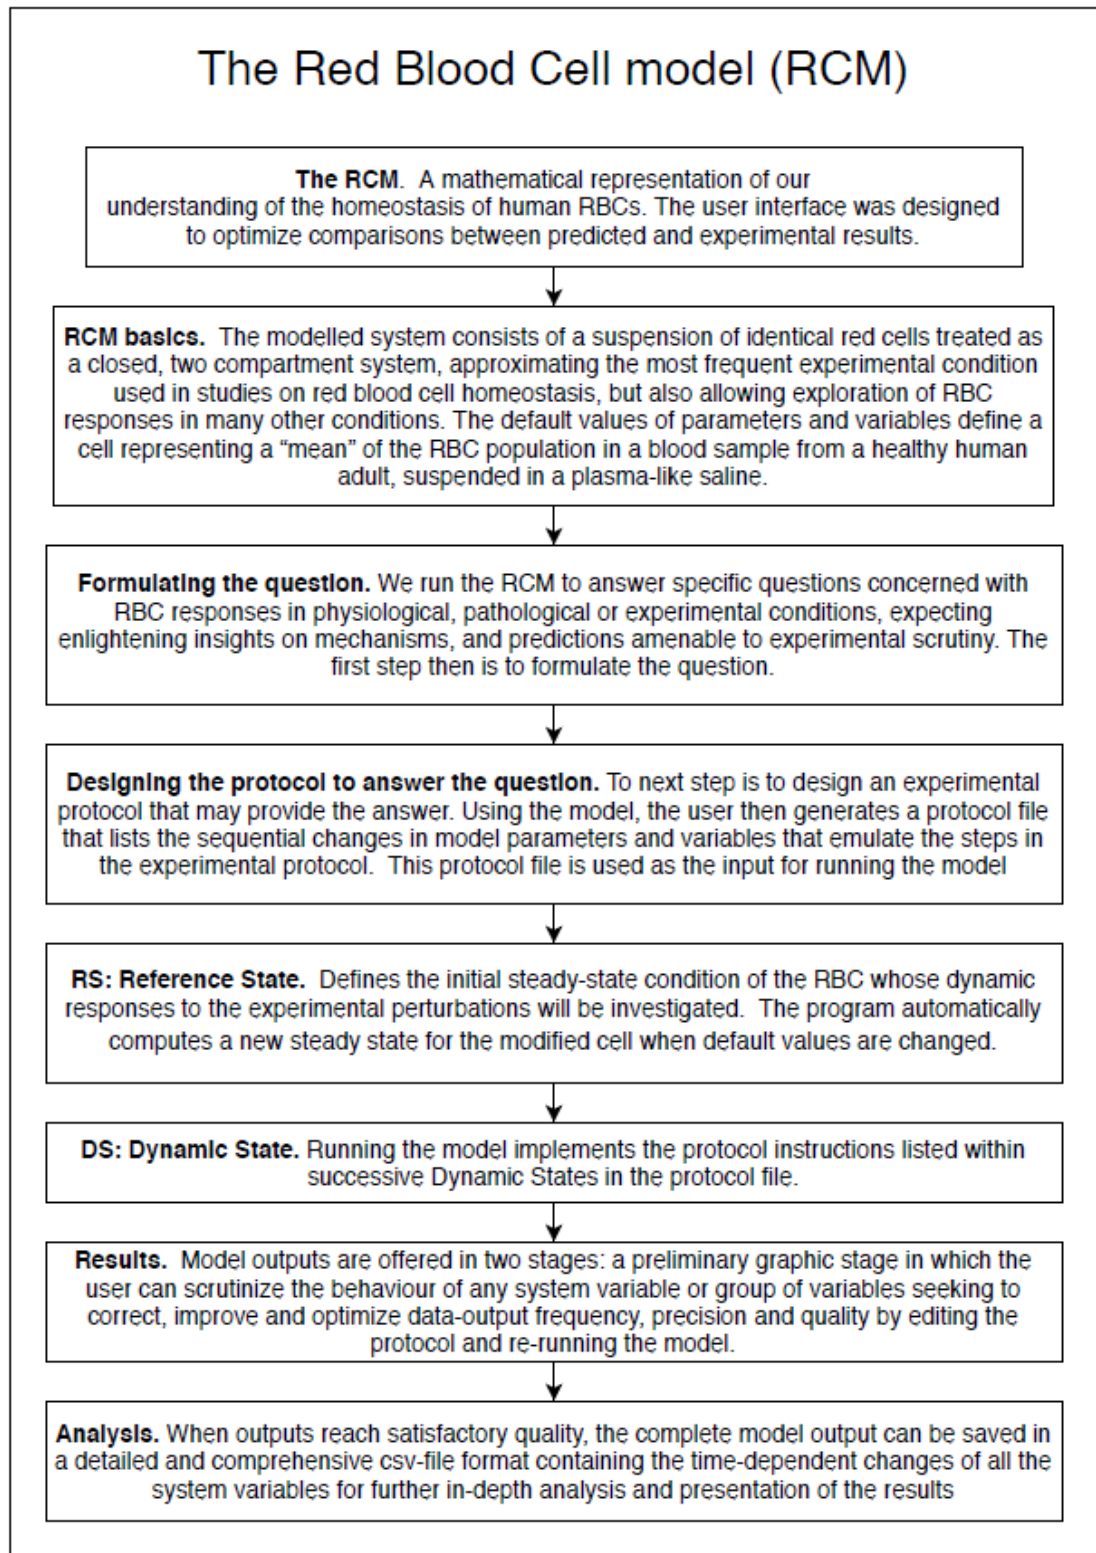 The Red Blood Cell model (RCM)
The RCM.  A mathematical representation of our
understanding of the homeostasis of human RBCs. The user interface was designed
to optimize comparisons between predicted and experimental results.
RCM basics.  The modelled system consists of a suspension of identical red cells treated as
a closed, two compartment system, approximating the most frequent experimental condition
used in studies on red blood cell homeostasis, but also allowing exploration of RBC
responses in many other conditions. The default values of parameters and variables define a
cell representing a “mean” of the RBC population in a blood sample from a healthy human
adult, suspended in a plasma-like saline.
Formulating the question. We run the RCM to answer specific questions concerned with
RBC responses in physiological, pathological or experimental conditions, expecting
enlightening insights on mechanisms, and predictions amenable to experimental scrutiny. The
first step then is to formulate the question.
Designing the protocol to answer the question. To next step is to design an experimental
protocol that may provide the answer. Using the model, the user then generates a protocol file
that lists the sequential changes in model parameters and variables that emulate the steps in
the experimental protocol.  This protocol file is used as the input for running the model
RS: Reference State.  Defines the initial steady-state condition of the RBC whose dynamic
responses to the experimental perturbations will be investigated.  The program automatically
computes a new steady state for the modified cell when default values are changed.
DS: Dynamic State. Running the model implements the protocol instructions listed within
successive Dynamic States in the protocol file.
Results.  Model outputs are offered in two stages: a preliminary graphic stage in which the
user can scrutinize the behaviour of any system variable or group of variables seeking to
correct, improve and optimize data-output frequency, precision and quality by editing the
protocol and re-running the model.
Analysis. When outputs reach satisfactory quality, the complete model output can be saved in
a detailed and comprehensive csv-file format containing the time-dependent changes of all the
system variables for further in-depth analysis and presentation of the results